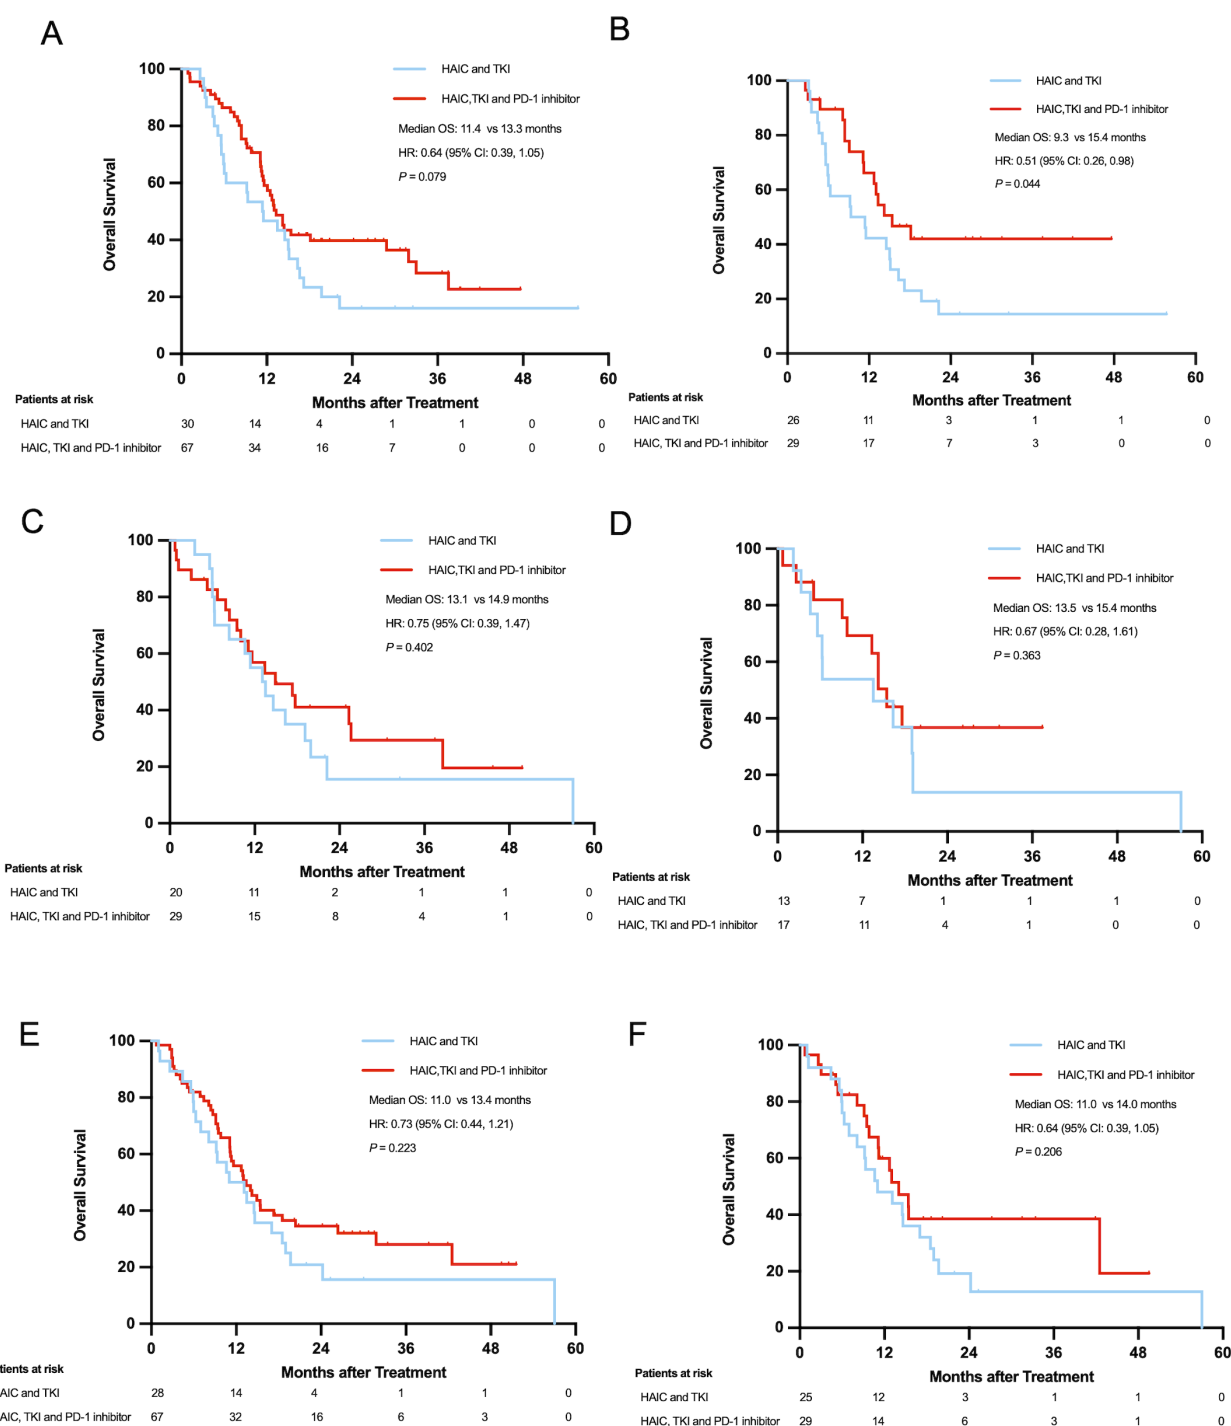 A
HAIC and TKI
HAIC,TKI and PD-1 inhibitor
Median OS: 11.4 vs 13.3 months
HR: 0.64 (95% CI: 0.39, 1.05)
P = 0.079
Overall Survival
100
80
60
40
20
0
0 12 24 36 48 60
Months after Treatment
Patients at risk
HAIC and TKI 30 14 4 1 1 0 0
HAIC, TKI and PD-1 inhibitor 67 34 16 7 0 0 0
B
HAIC and TKI
HAIC,TKI and PD-1 inhibitor
Median OS: 9.3 vs 15.4 months
HR: 0.51 (95% CI: 0.26, 0.98)
P = 0.044
Overall Survival
100
80
60
40
20
0
0 12 24 36 48 60
Months after Treatment
Patients at risk
HAIC and TKI 26 11 3 1 1 0
HAIC, TKI and PD-1 inhibitor 29 17 7 3 0 0
C
HAIC and TKI
HAIC,TKI and PD-1 inhibitor
Median OS: 13.1 vs 14.9 months
HR: 0.75 (95% CI: 0.39, 1.47)
P = 0.402
Overall Survival
100
80
60
40
20
0
0 12 24 36 48 60
Months after Treatment
Patients at risk
HAIC and TKI 20 11 2 1 1 0
HAIC, TKI and PD-1 inhibitor 29 15 8 4 1 0
D
HAIC and TKI
HAIC,TKI and PD-1 inhibitor
Median OS: 13.5 vs 15.4 months
HR: 0.67 (95% CI: 0.28, 1.61)
P = 0.363
Overall Survival
100
80
60
40
20
0
0 12 24 36 48 60
Months after Treatment
Patients at risk
HAIC and TKI 13 7 1 1 1 0
HAIC, TKI and PD-1 inhibitor 17 11 4 1 0 0
E
HAIC and TKI
HAIC,TKI and PD-1 inhibitor
Median OS: 11.0 vs 13.4 months
HR: 0.73 (95% CI: 0.44, 1.21)
P = 0.223
Overall Survival
100
80
60
40
20
0
0 12 24 36 48 60
Months after Treatment
tients at risk
AIC and TKI 28 14 4 1 1 0
AIC, TKI and PD-1 inhibitor 67 32 16 6 3 0
F
HAIC and TKI
HAIC,TKI and PD-1 inhibitor
Median OS: 11.0 vs 14.0 months
HR: 0.64 (95% CI: 0.39, 1.05)
P = 0.206
Overall Survival
100
80
60
40
20
0
0 12 24 36 48 60
Months after Treatment
Patients at risk
HAIC and TKI 25 12 3 1 1 0
HAIC, TKI and PD-1 inhibitor 29 14 6 3 1 0